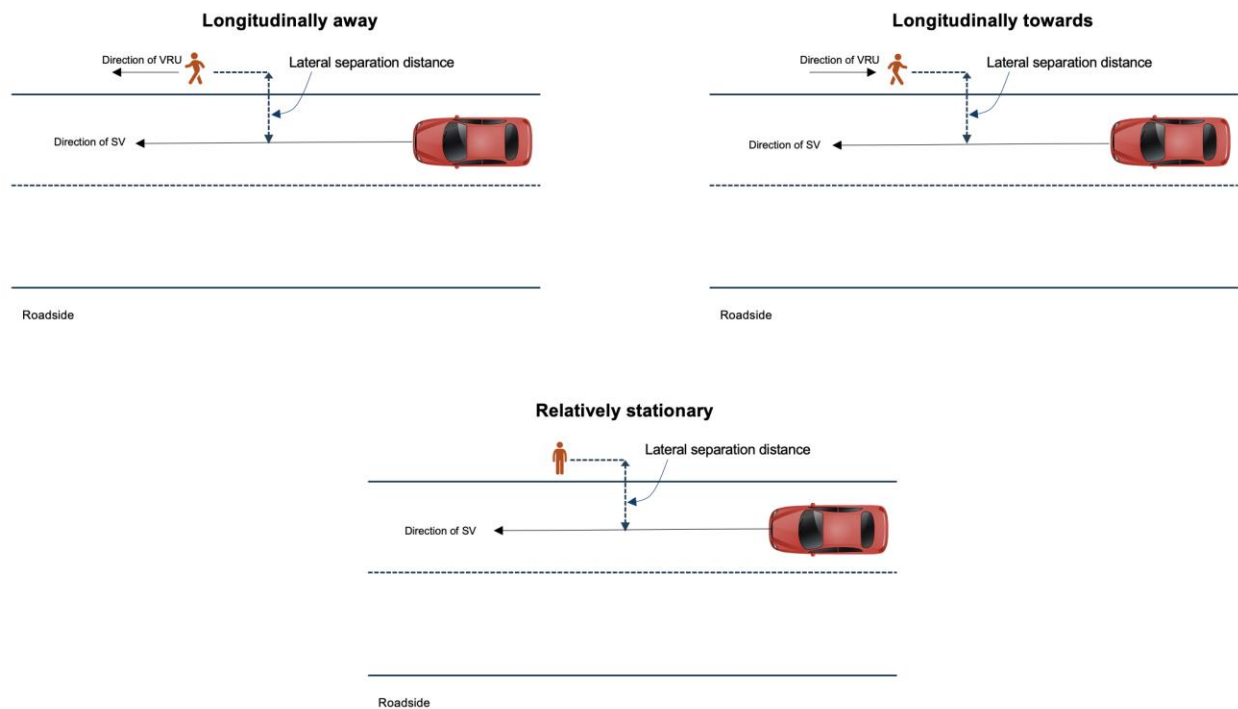 Longitudinally away
Direction of VRU
Lateral separation distance
Direction of SV
Roadside
Longitudinally towards
Direction of VRU
Lateral separation distance
Direction of SV
Roadside
Relatively stationary
Lateral separation distance
Direction of SV
Roadside